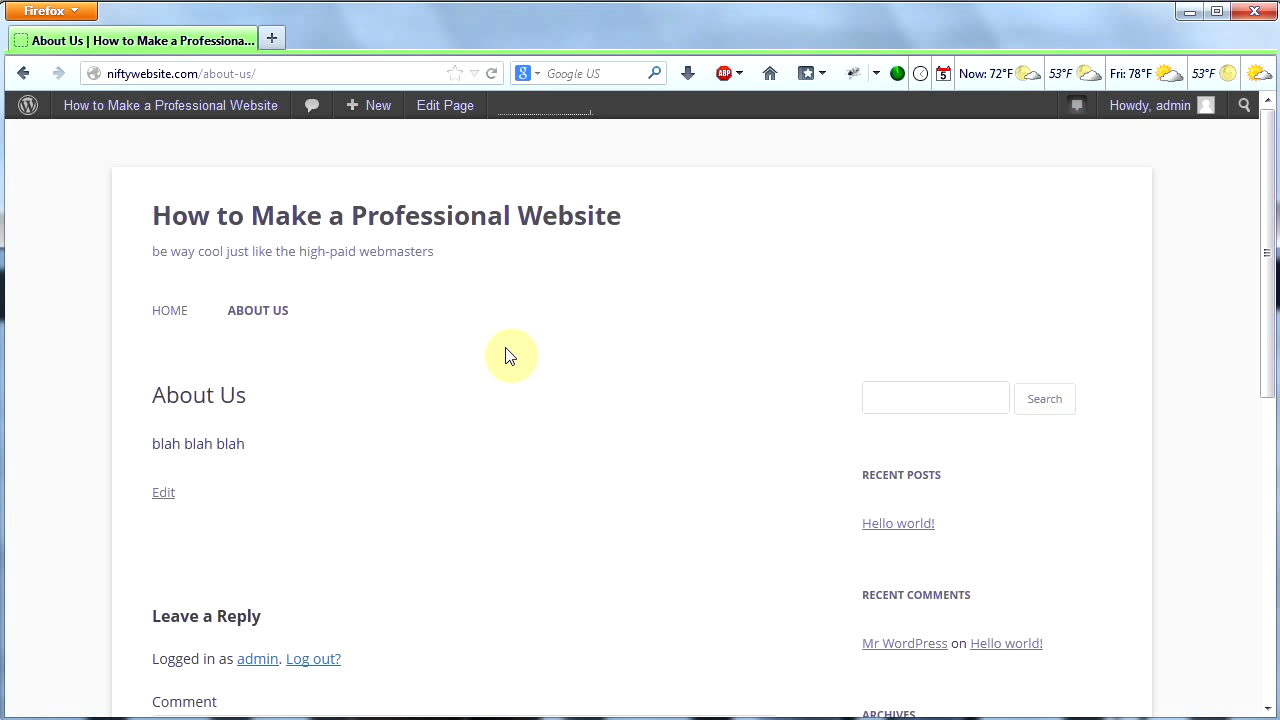 Firefox
About Us | How to Make a Professiona...
niftywebsite.com/about-us/
Google US
ABP
5
Now: 72°F
53°F
Fri: 78°F
53°F
How to Make a Professional Website
New
Edit Page
Howdy, admin
How to Make a Professional Website
be way cool just like the high-paid webmasters
HOME
ABOUT US
About Us
Search
blah blah blah
RECENT POSTS
Edit
Hello world!
RECENT COMMENTS
Leave a Reply
Mr WordPress on Hello world!
Logged in as admin. Log out?
Comment
ARCHIVES